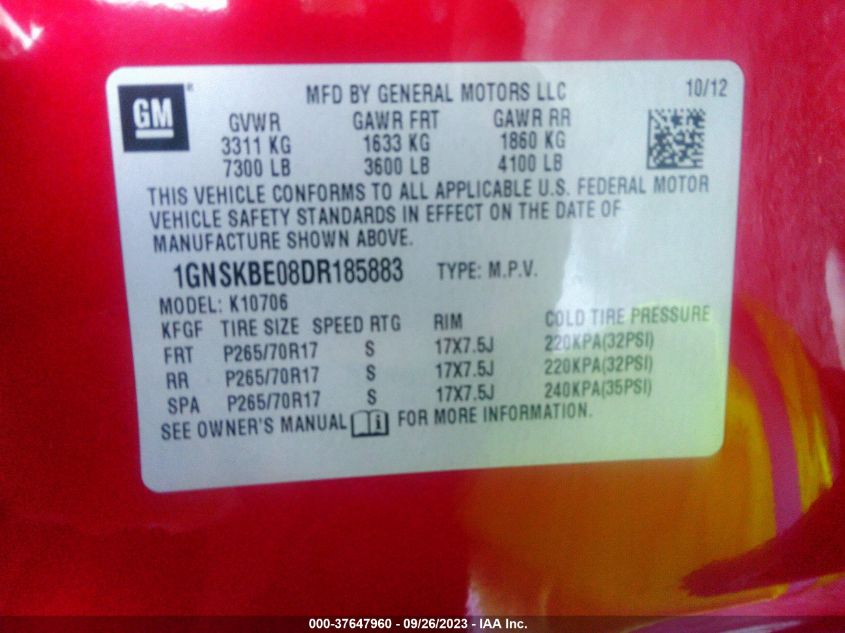 GM ®
MFD BY GENERAL MOTORS LLC 10/12
GVWR GAWR FRT GAWR RR
3311 KG 1633 KG 1860 KG
7300 LB 3600 LB 4100 LB
THIS VEHICLE CONFORMS TO ALL APPLICABLE U.S. FEDERAL MOTOR
VEHICLE SAFETY STANDARDS IN EFFECT ON THE DATE OF
MANUFACTURE SHOWN ABOVE.
1GNSKBE08DR185883 TYPE: M.P.V.
MODEL: K10706
KFGF TIRE SIZE SPEED RTG RIM COLD TIRE PRESSURE
FRT P265/70R17 S 17X7.5J 220KPA(32PSI)
RR P265/70R17 S 17X7.5J 220KPA(32PSI)
SPA P265/70R17 S 17X7.5J 240KPA(35PSI)
SEE OWNER'S MANUAL FOR MORE INFORMATION.
000-37647960 - 09/26/2023 - IAA Inc.